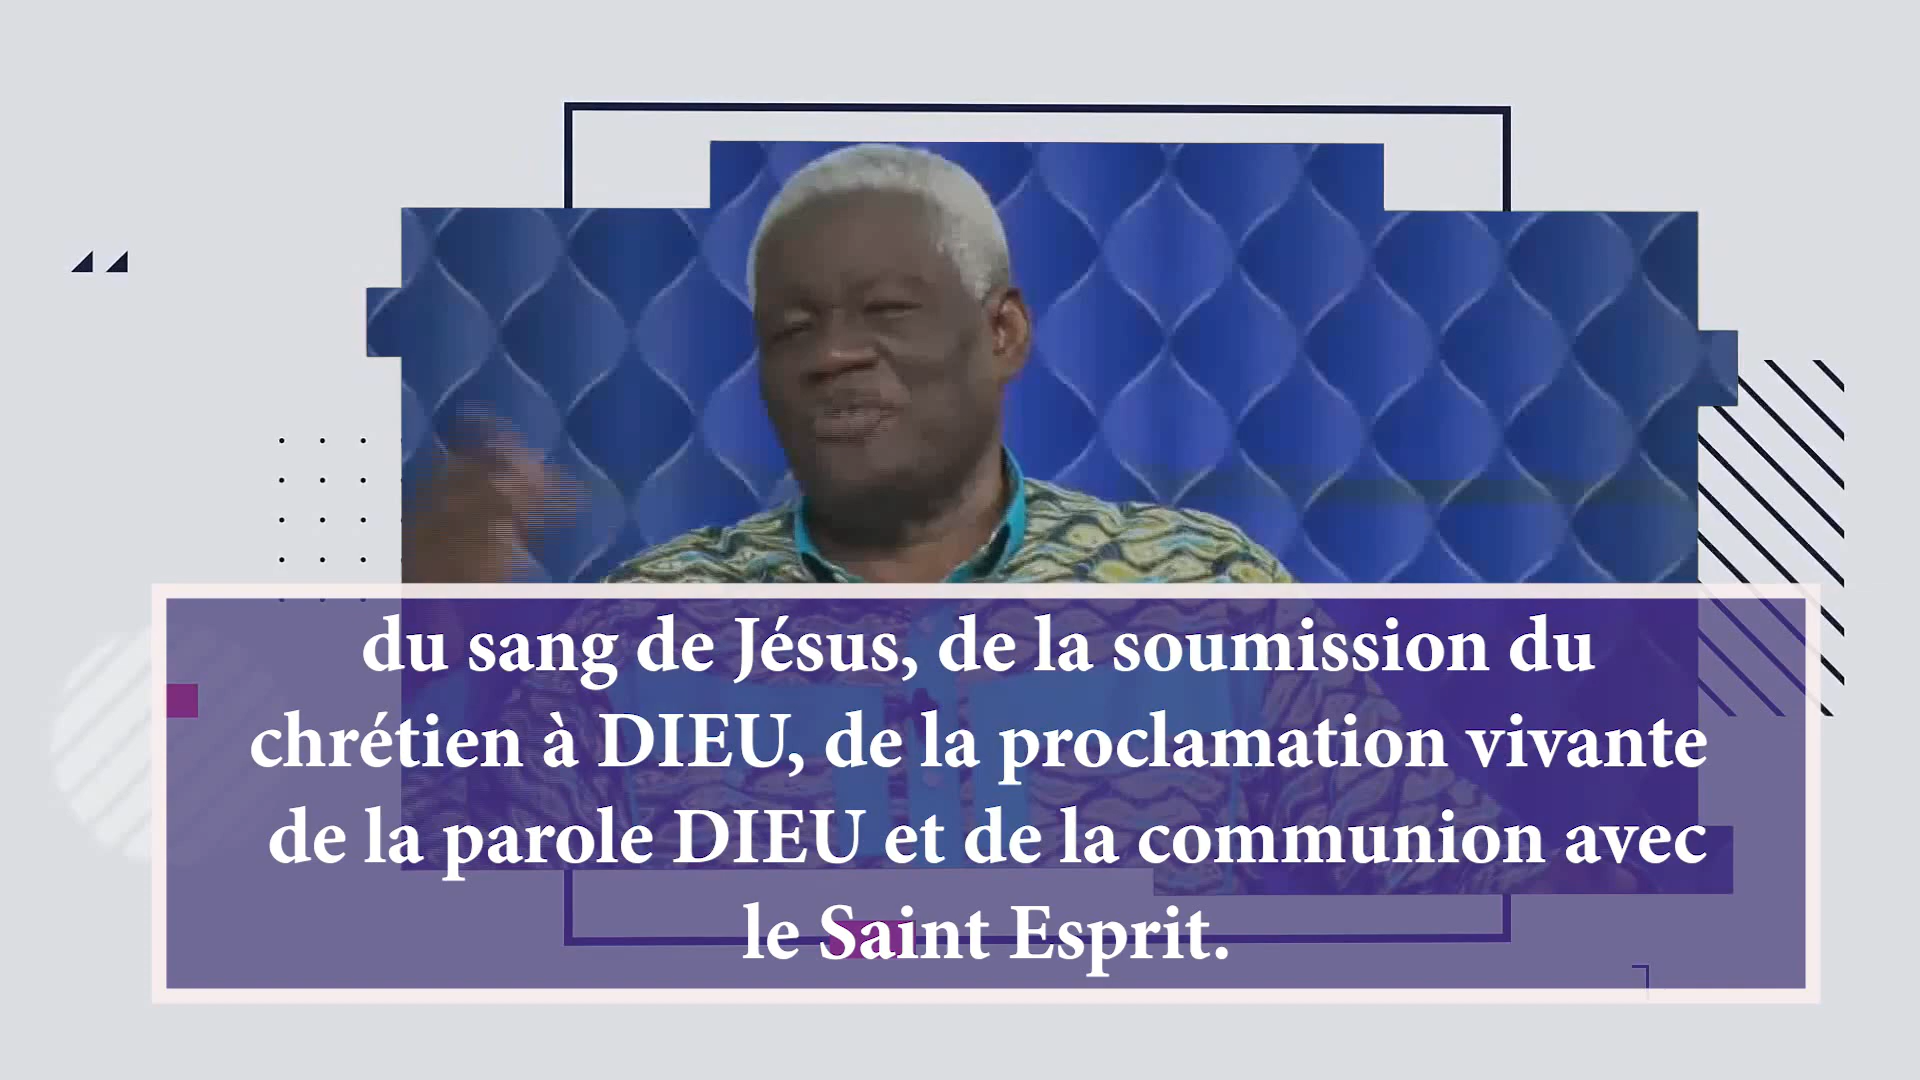 du sang de Jésus, de la soumission du
chrétien à DIEU, de la proclamation vivante
de la parole DIEU et de la communion avec
le Saint Esprit.